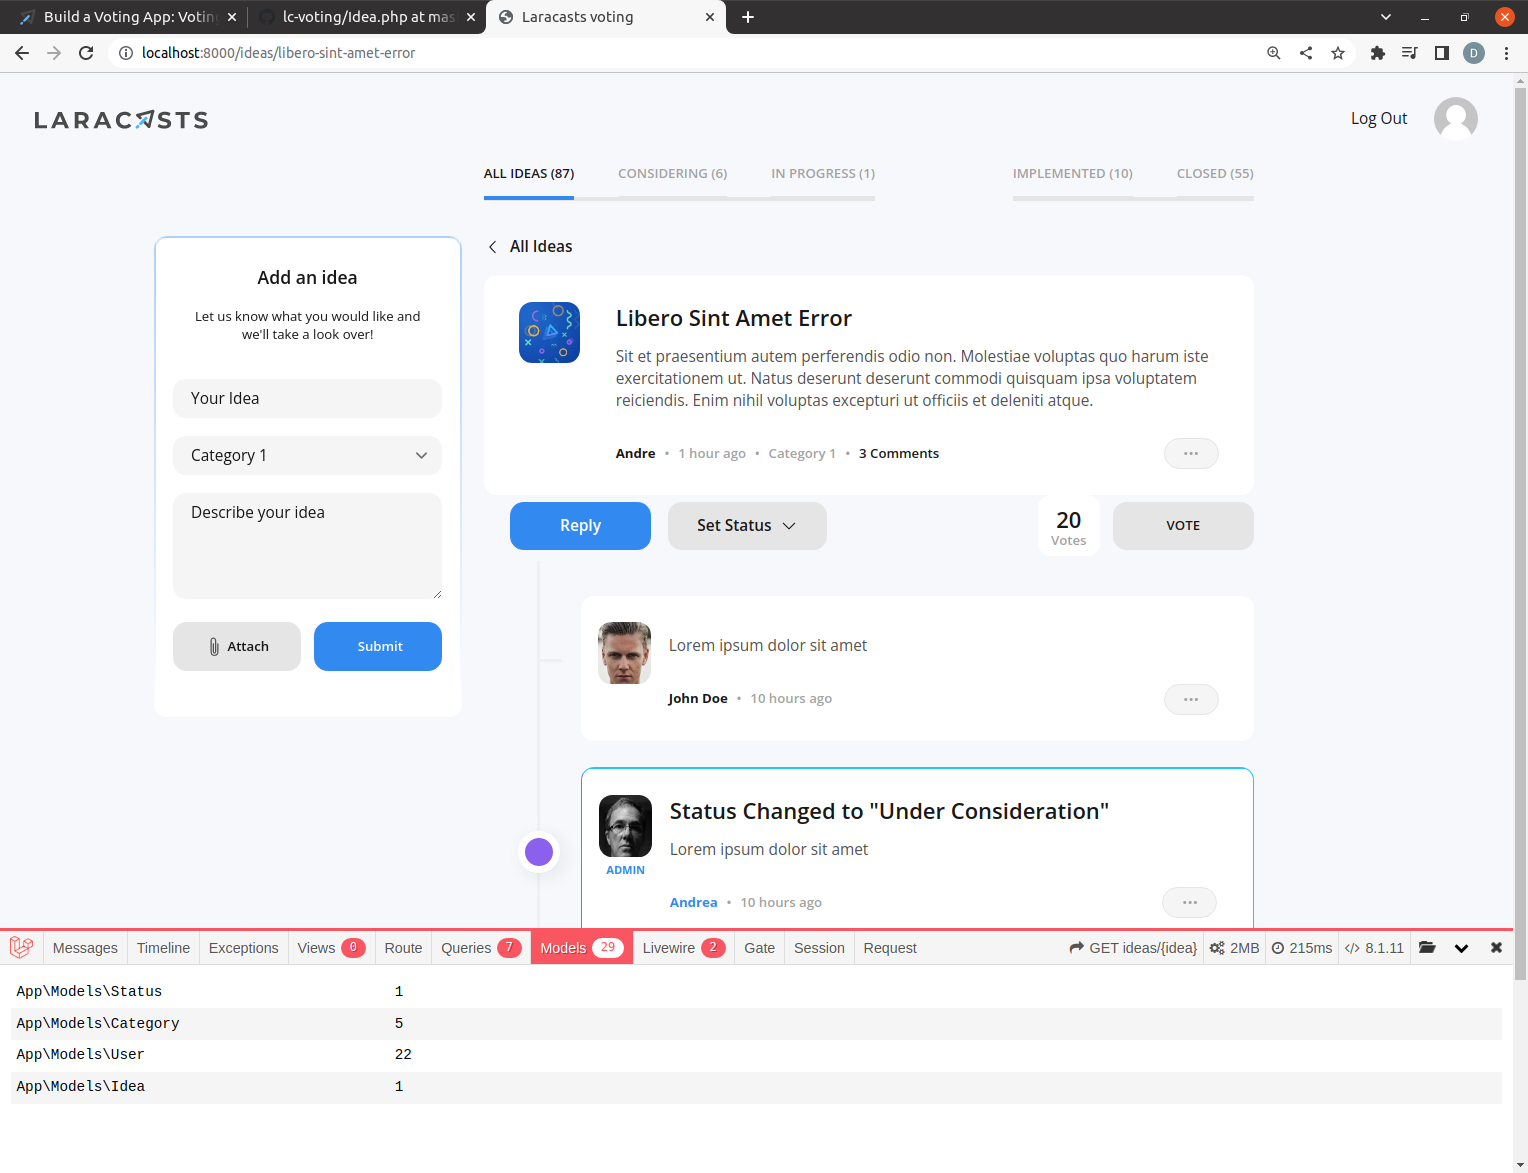 Build a Voting App: Voting
lc-voting/Idea.php at mas
Laracasts voting
localhost:8000/ideas/libero-sint-amet-error
D
LARACASTS
Log Out
ALL IDEAS (87)
CONSIDERING (6)
IN PROGRESS (1)
IMPLEMENTED (10)
CLOSED (55)
Add an idea
Let us know what you would like and
we'll take a look over!
Your Idea
Category 1
Describe your idea
Attach
Submit
All Ideas
Libero Sint Amet Error
Sit et praesentium autem perferendis odio non. Molestiae voluptas quo harum iste
exercitationem ut. Natus deserunt deserunt commodi quisquam ipsa voluptatem
reiciendis. Enim nihil voluptas excepturi ut officiis et deleniti atque.
Andre • 1 hour ago • Category 1 • 3 Comments
Reply
Set Status
20
Votes
VOTE
Lorem ipsum dolor sit amet
John Doe • 10 hours ago
Status Changed to "Under Consideration"
Lorem ipsum dolor sit amet
ADMIN
Andrea • 10 hours ago
Messages
Timeline
Exceptions
Views 0
Route
Queries 7
Models 29
Livewire 2
Gate
Session
Request
GET ideas/{idea}
2MB
215ms
8.1.11
App\Models\Status 1
App\Models\Category 5
App\Models\User 22
App\Models\Idea 1